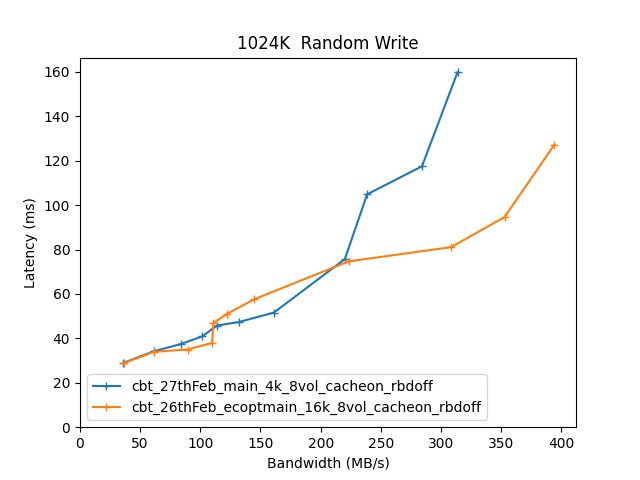 1024K  Random Write
160
140
120
100
80
60
40
20
0
Latency (ms)
cbt_27thFeb_main_4k_8vol_cacheon_rbdoff
cbt_26thFeb_ecoptmain_16k_8vol_cacheon_rbdoff
0 50 100 150 200 250 300 350 400
Bandwidth (MB/s)